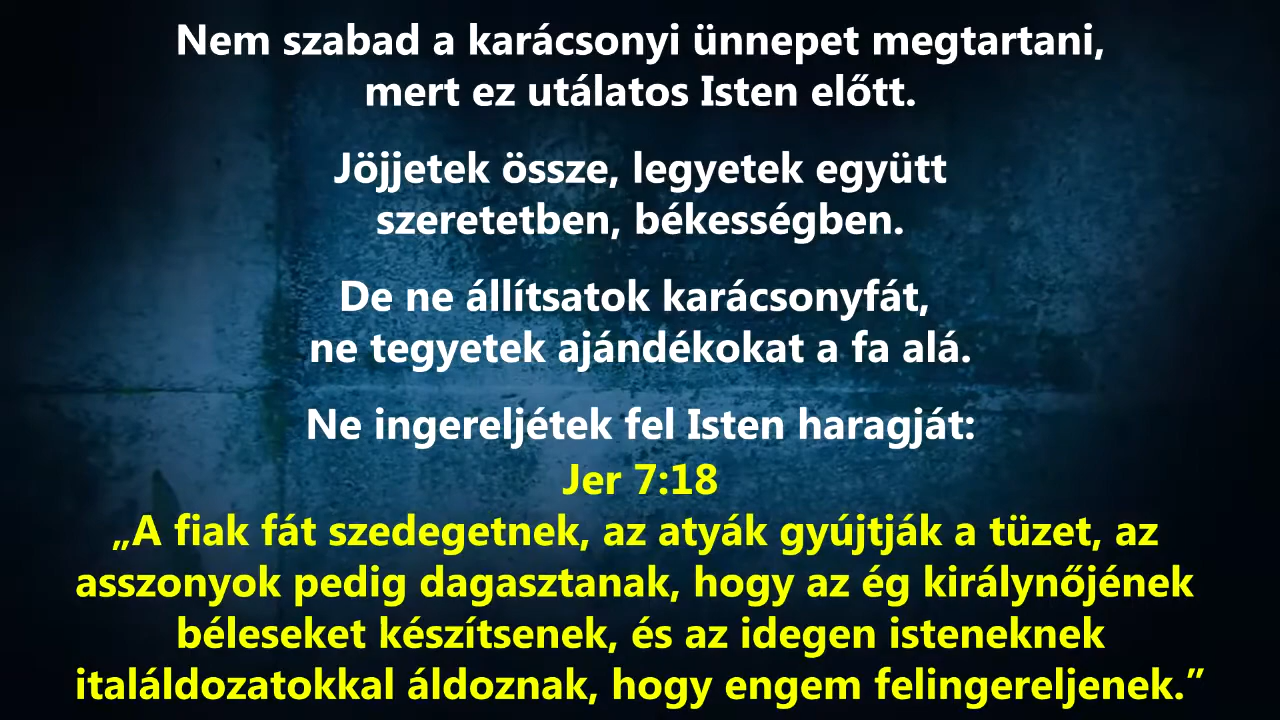 Nem szabad a karácsonyi ünnepet megtartani,
mert ez utálatos Isten előtt.
Jöjjetek össze, legyetek együtt
szeretetben, békességben.
De ne állítsatok karácsonyfát,
ne tegyetek ajándékokat a fa alá.
Ne ingereljétek fel Isten haragját:
Jer 7:18
„A fiak fát szedegetnek, az atyák gyújtják a tüzet, az
asszonyok pedig dagasztanak, hogy az ég királynőjének
béleseket készítsenek, és az idegen isteneknek
italáldozatokkal áldoznak, hogy engem felingereljenek.”